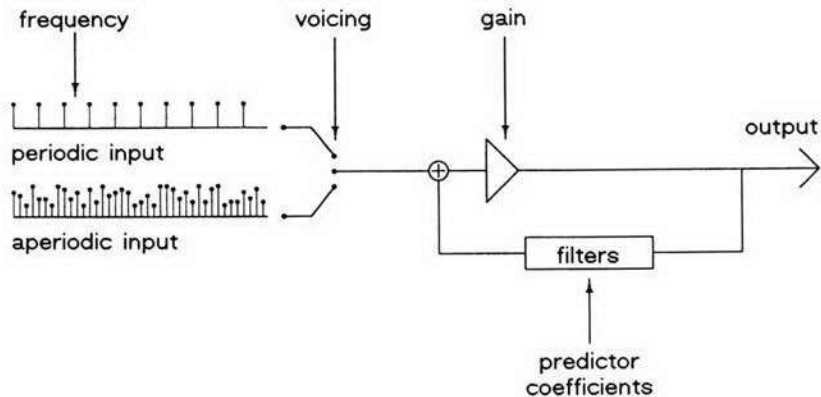 frequency
voicing
gain
output
periodic input
aperiodic input
filters
predictor
coefficients